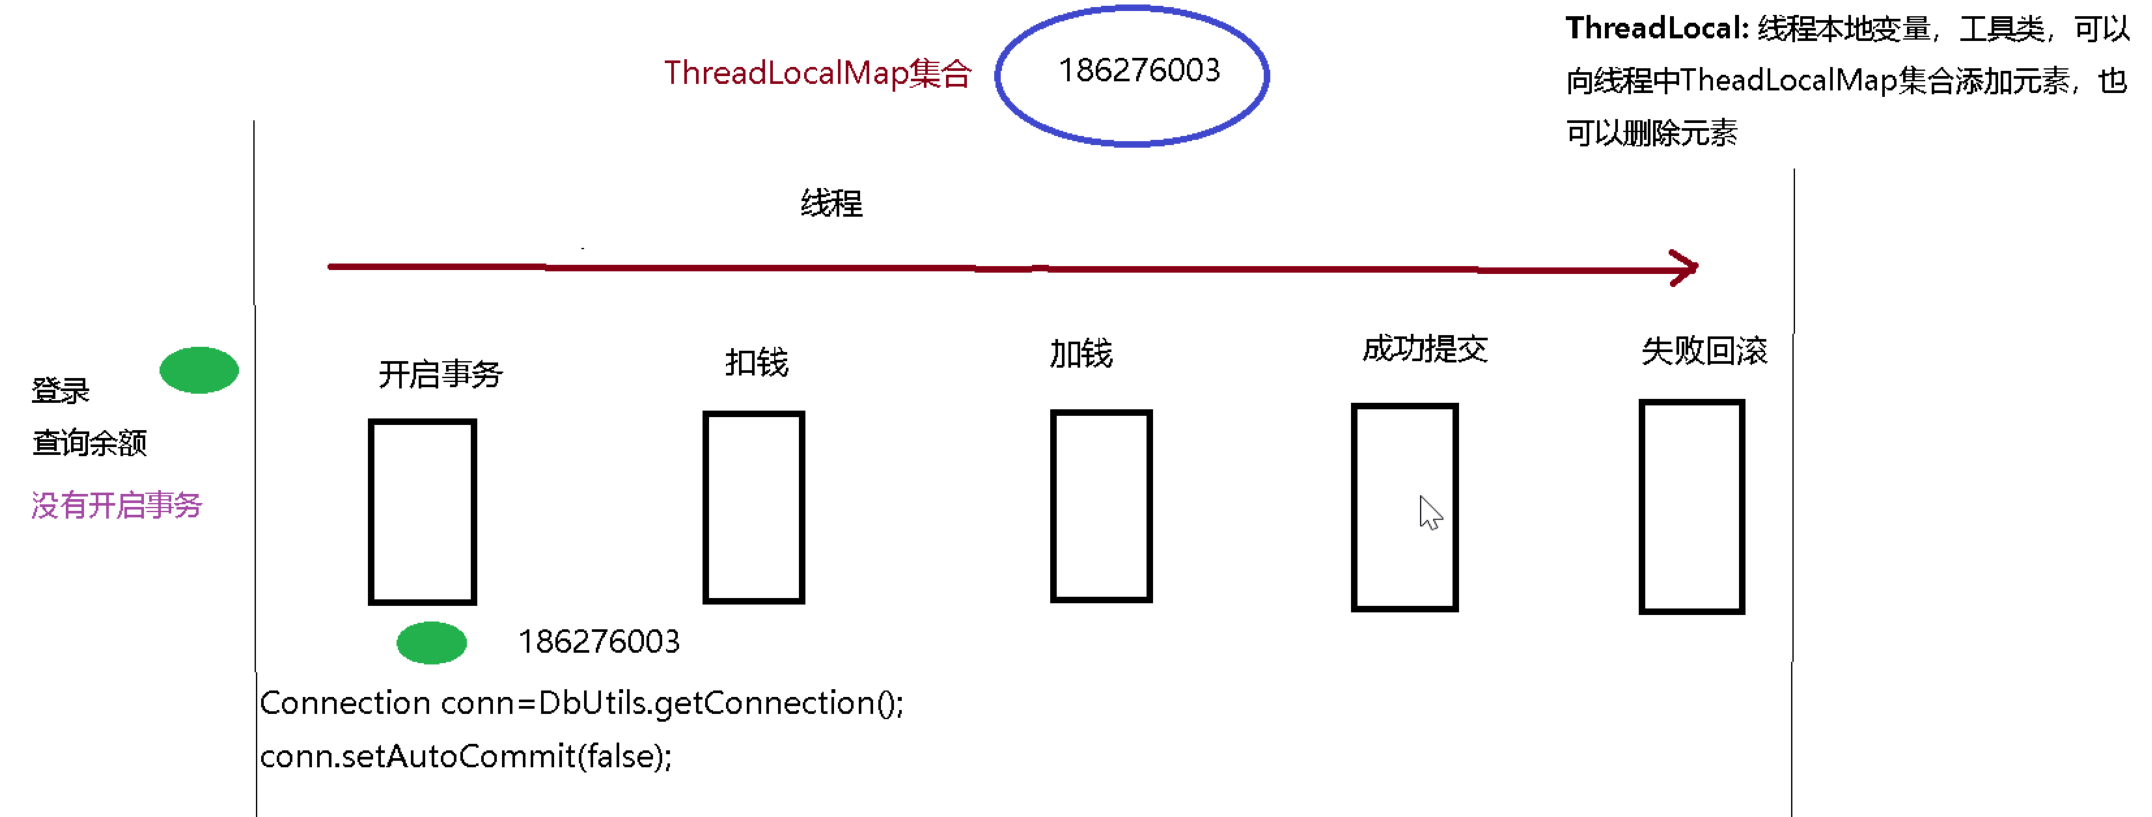 ThreadLocal: 线程本地变量，工具类，可以
向线程中TheadLocalMap集合添加元素，也
可以删除元素
ThreadLocalMap集合
186276003
线程
登录
查询余额
没有开启事务
开启事务
扣钱
加钱
成功提交
失败回滚
186276003
Connection conn=DbUtils.getConnection();
conn.setAutoCommit(false);